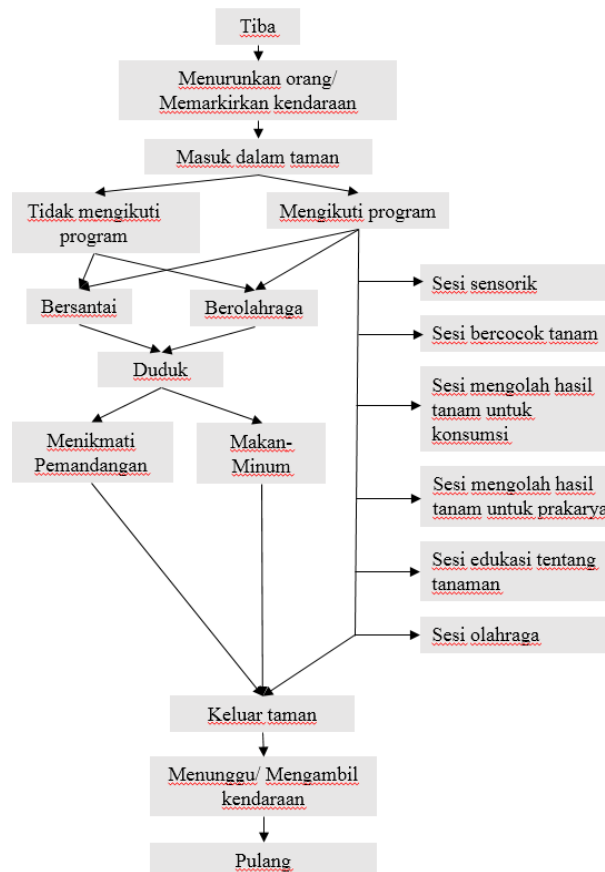 Tiba
Menurunkan orang/
Memarkirkan kendaraan
Masuk dalam taman
Tidak mengikuti
program
Mengikuti program
Bersantai
Berolahraga
Duduk
Menikmati
Pemandangan
Makan-
Minum
Sesi sensorik
Sesi bercocok tanam
Sesi mengolah hasil
tanam untuk
konsumsi
Sesi mengolah hasil
tanam untuk prakarya
Sesi edukasi tentang
tanaman
Sesi olahraga
Keluar taman
Menunggu/ Mengambil
kendaraan
Pulang